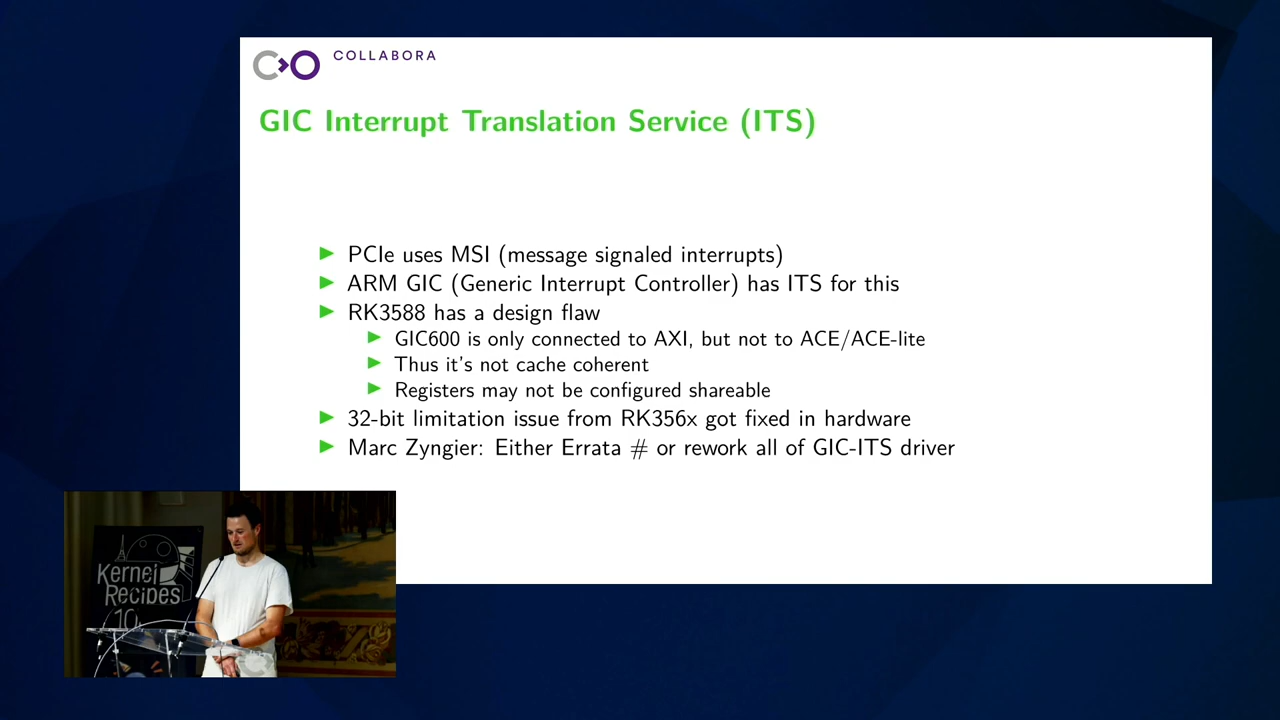 COLLABORA
GIC Interrupt Translation Service (ITS)
PCIe uses MSI (message signaled interrupts)
ARM GIC (Generic Interrupt Controller) has ITS for this
RK3588 has a design flaw
GIC600 is only connected to AXI, but not to ACE/ACE-lite
Thus it's not cache coherent
Registers may not be configured shareable
32-bit limitation issue from RK356x got fixed in hardware
Marc Zyngier: Either Errata # or rework all of GIC-ITS driver
Kernel
Recipes
10